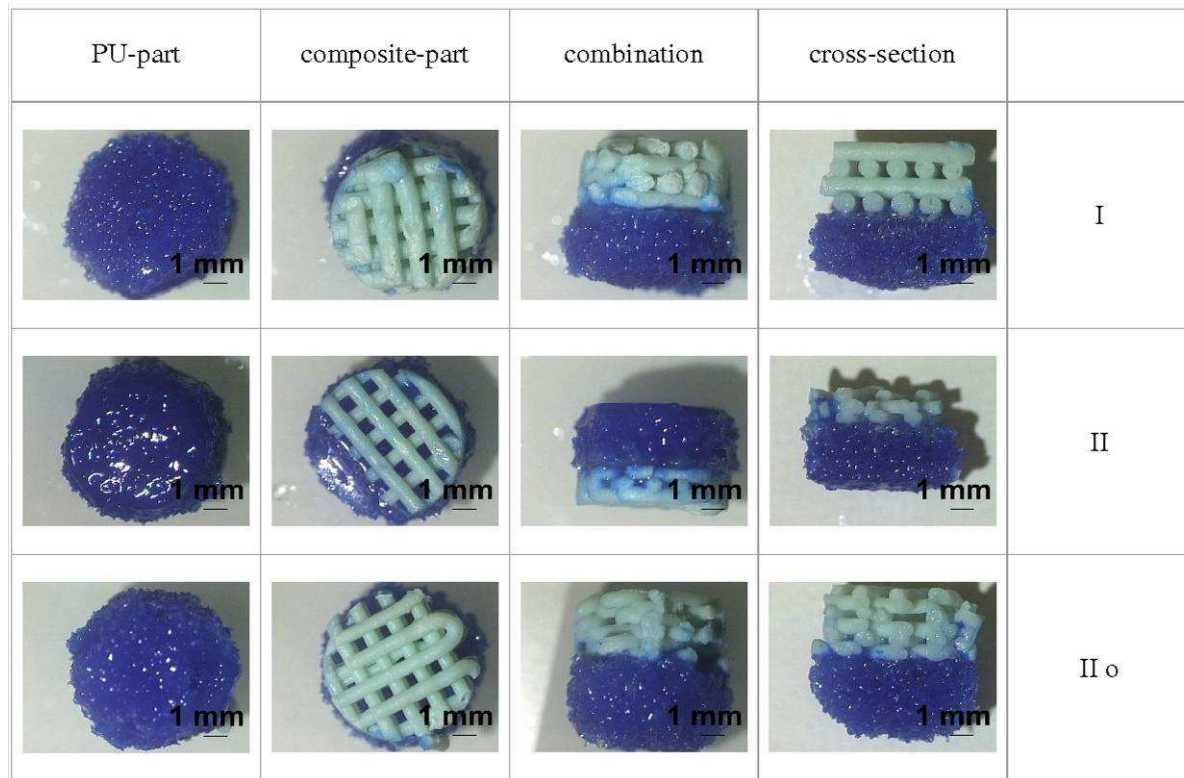 PU-part composite-part combination cross-section
1 mm 1 mm 1 mm 1 mm I
1 mm 1 mm 1 mm 1 mm II
1 mm 1 mm 1 mm 1 mm II o